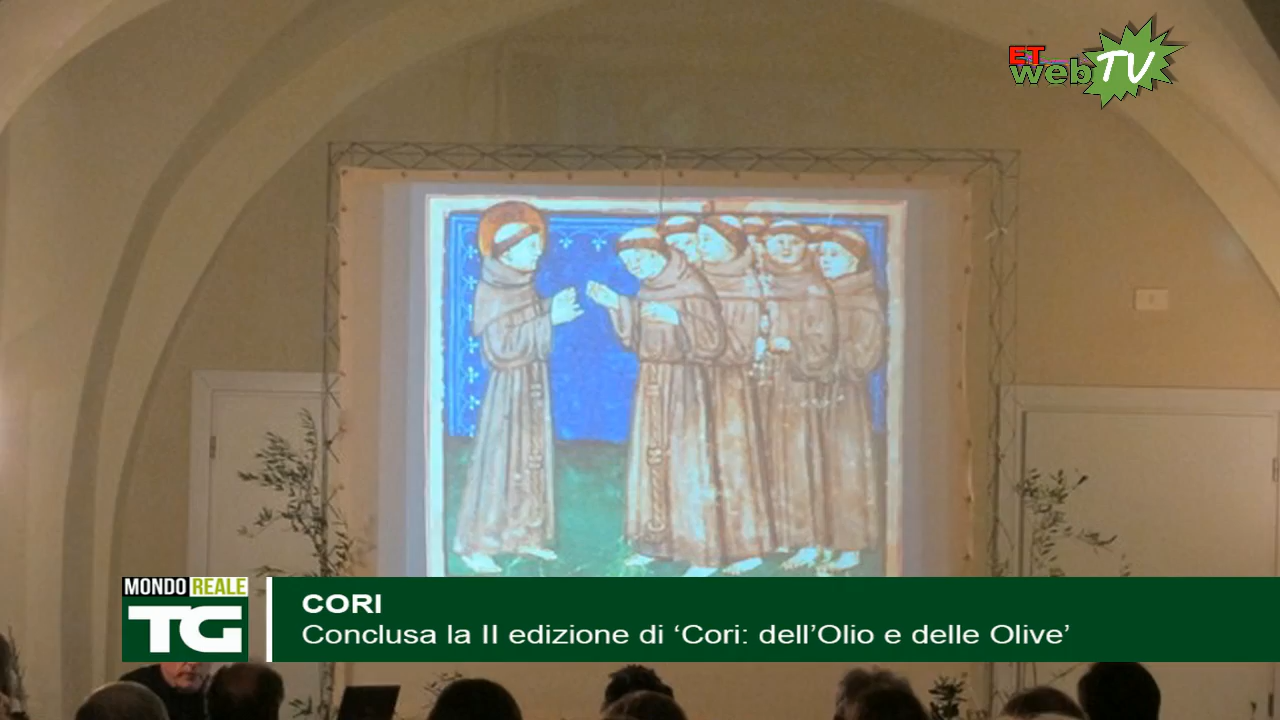 ET
webTV
MONDO REALE
TG
CORI
Conclusa la II edizione di ‘Cori: dell’Olio e delle Olive’